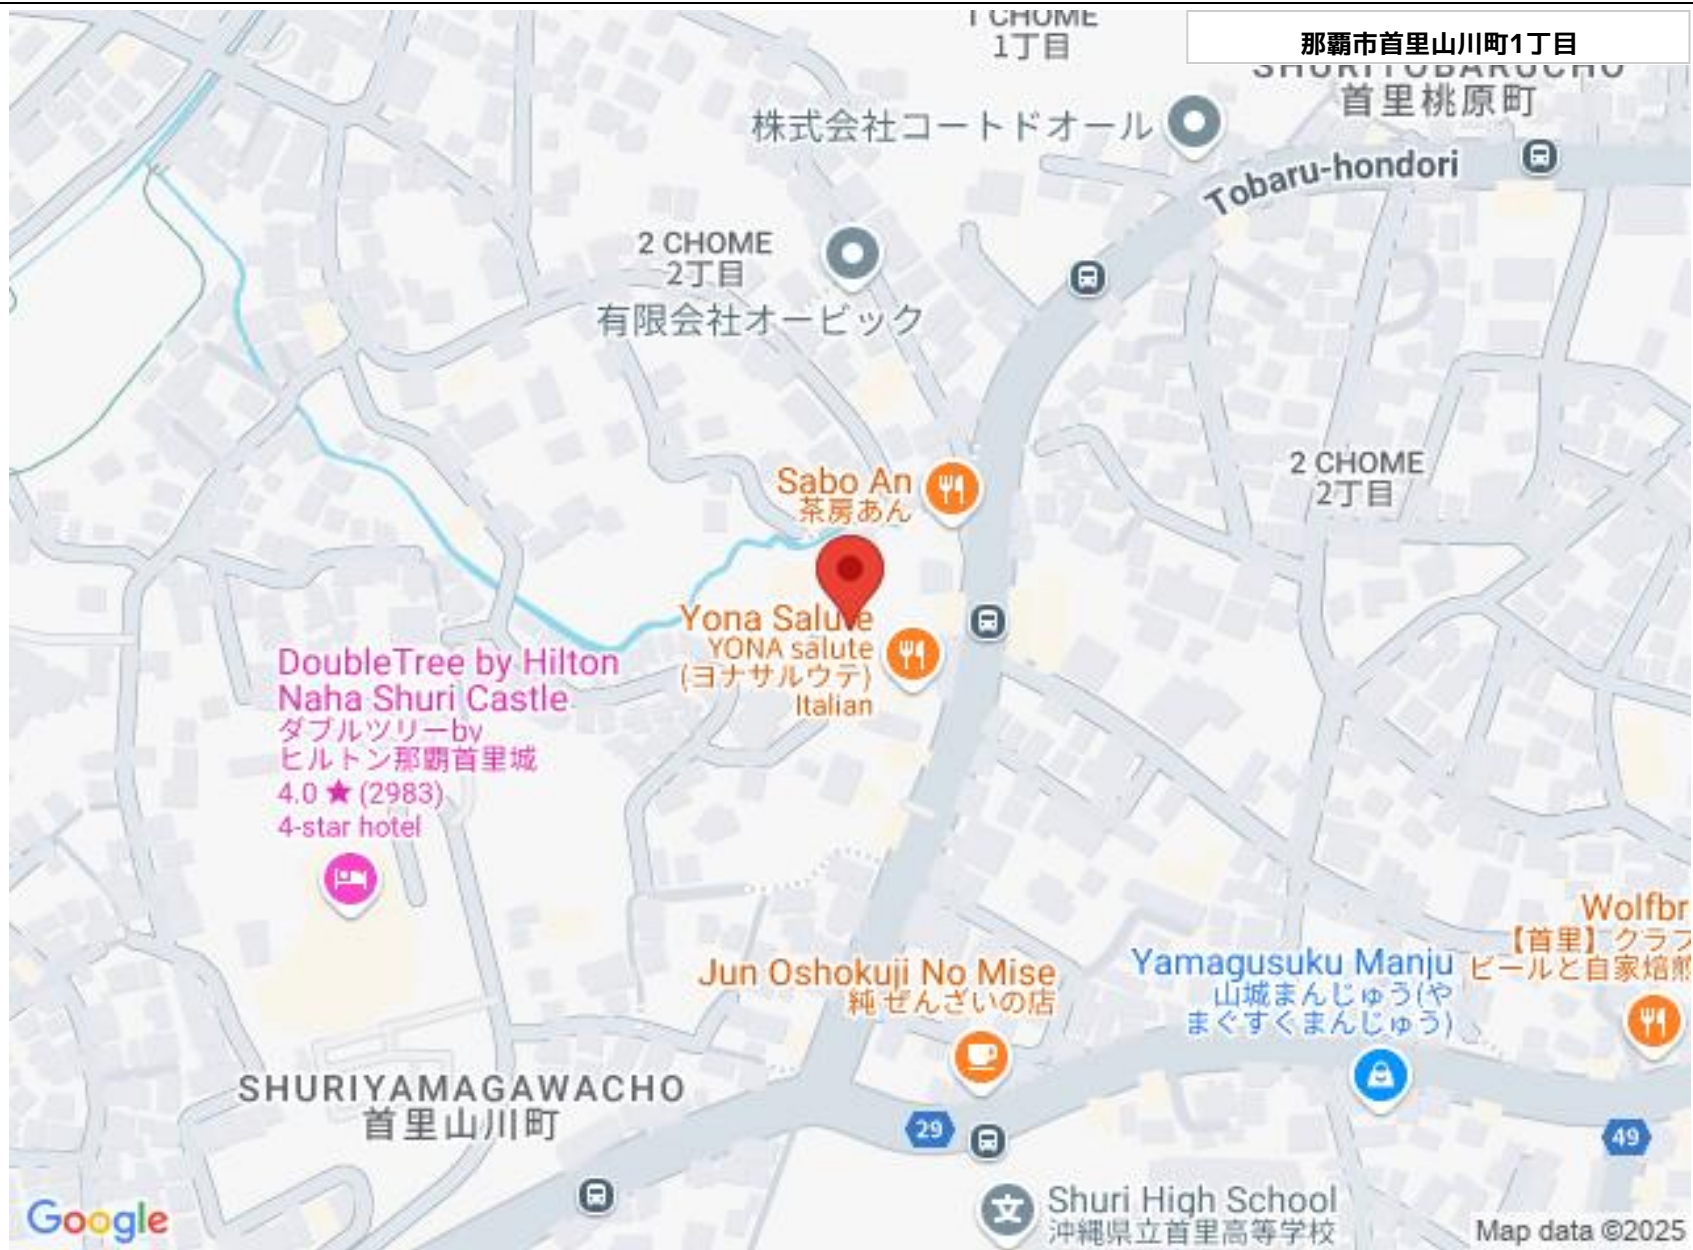 1 CHOME
1丁目
那覇市首里山川町1丁目
SHURITOBARUCHO
首里桃原町
株式会社コートドオール
Tobaru-hondori
2 CHOME
2丁目
有限会社オービック
2 CHOME
2丁目
Sabo An
茶房あん
Yona Salute
YONA salute
(ヨナサルウテ)
Italian
DoubleTree by Hilton
Naha Shuri Castle
ダブルツリーby
ヒルトン那覇首里城
4.0 ★ (2983)
4-star hotel
Wolfbr
【首里】クラフ
ビールと自家焙煎
Jun Oshokuji No Mise
純 ぜんざいの店
Yamagusuku Manju
山城まんじゅう(や
まぐすくまんじゅう)
SHURIYAMAGAWACHO
首里山川町
29
49
文
Shuri High School
沖縄県立首里高等学校
Google
Map data ©2025